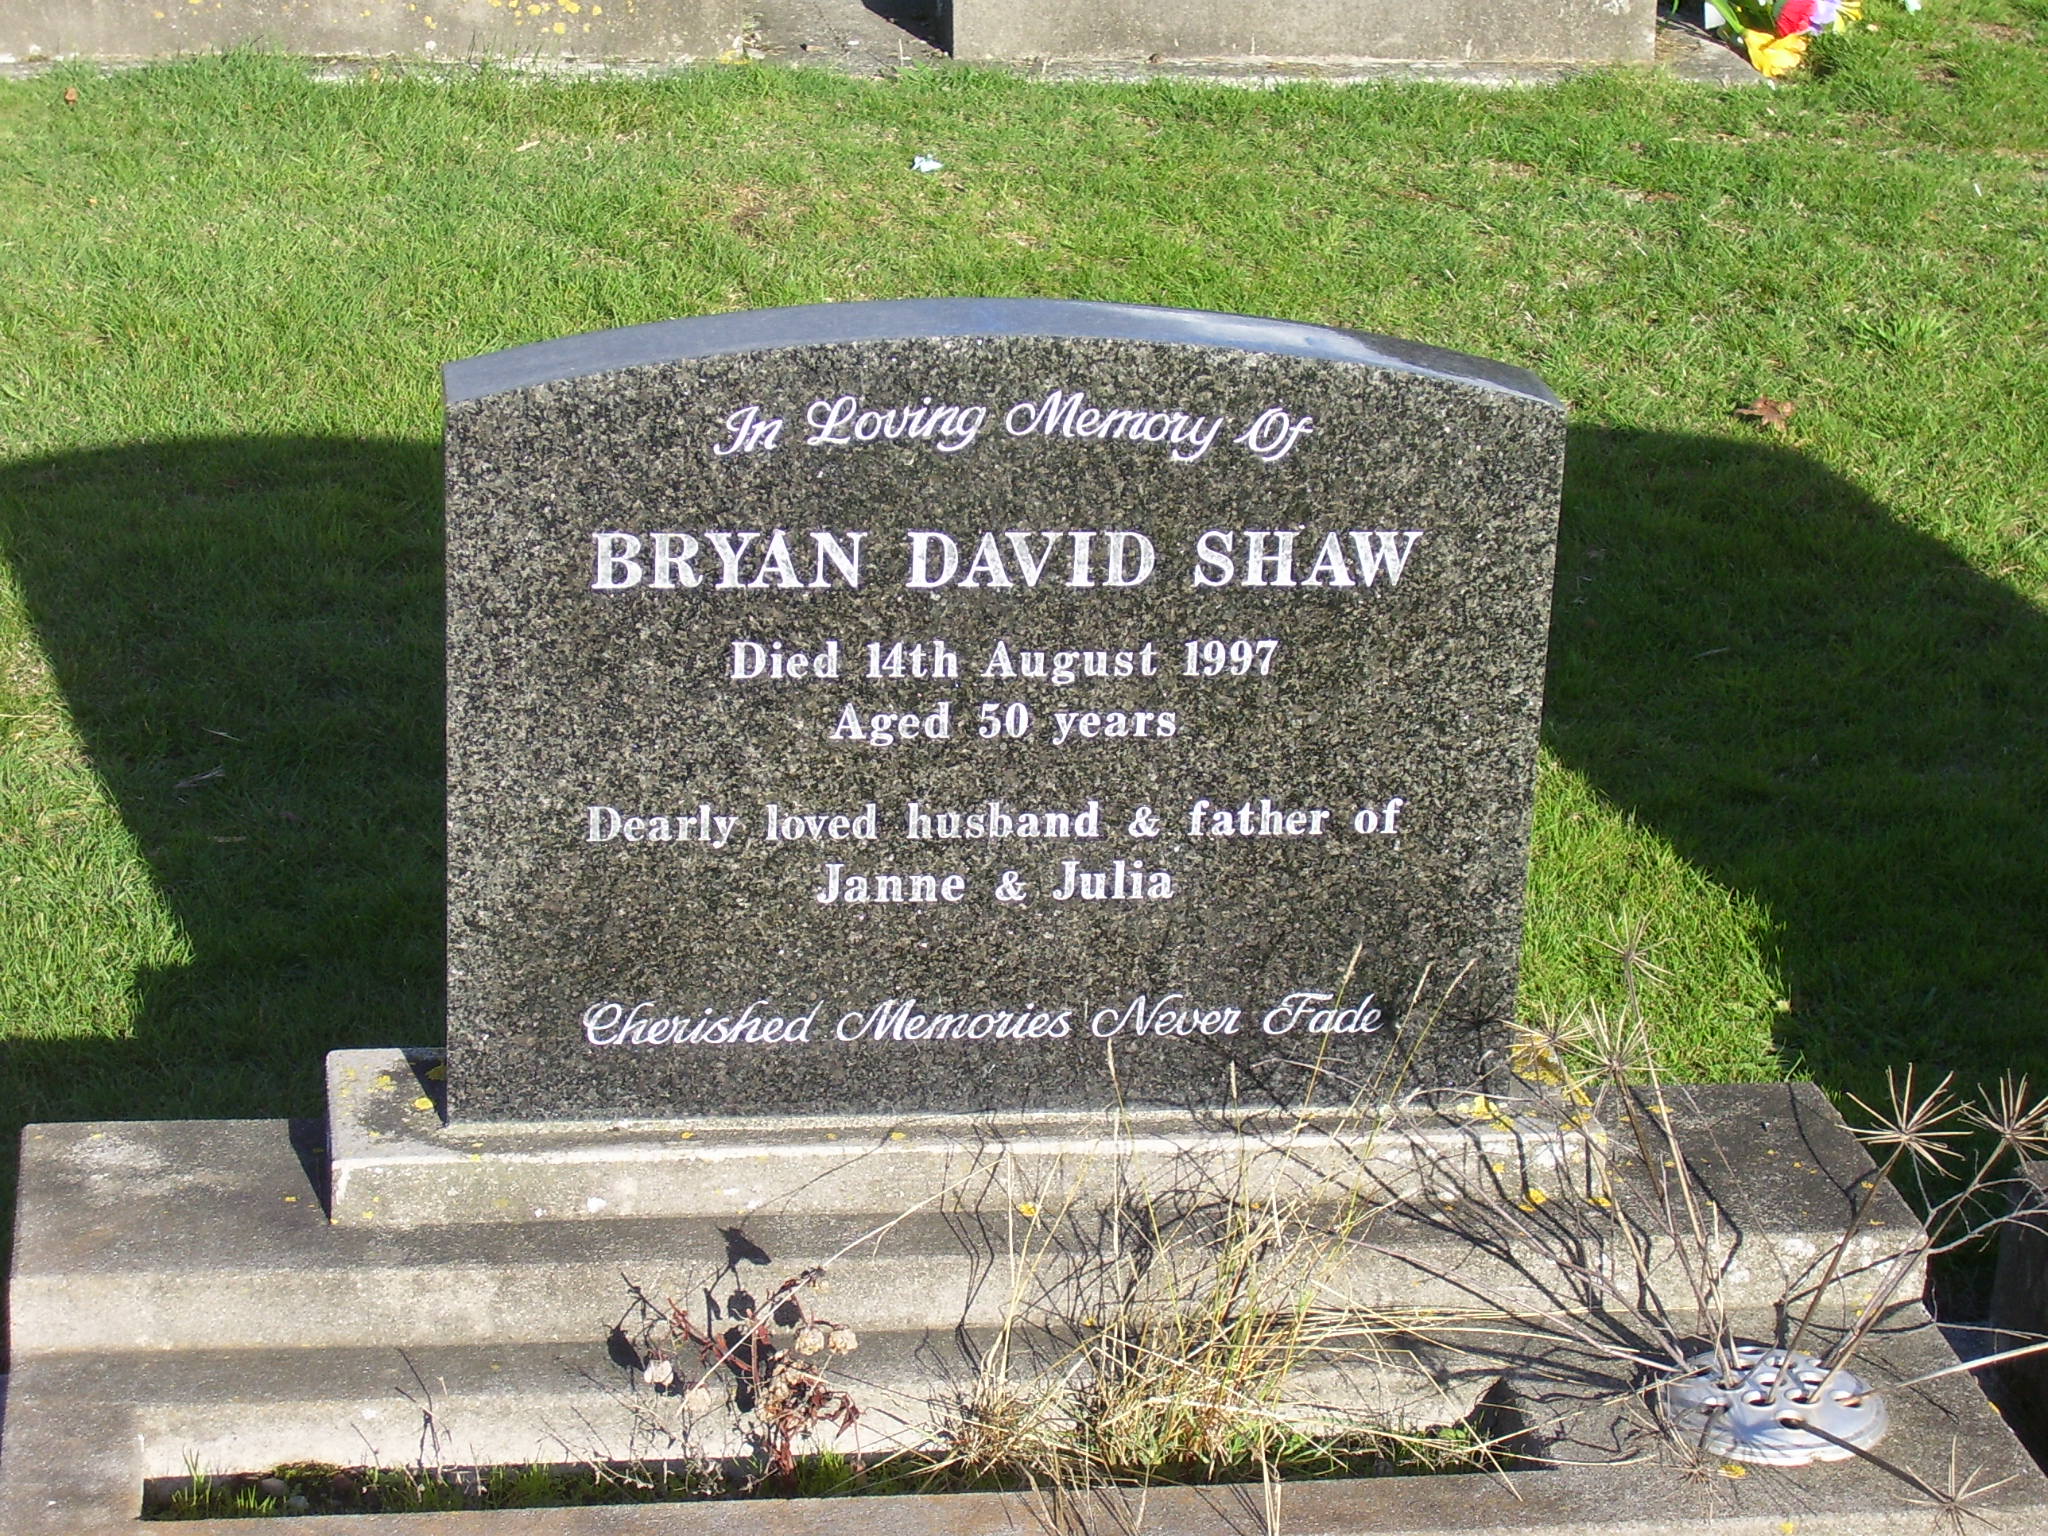 In Loving Memory Of
BRYAN DAVID SHAW
Died 14th August 1997
Aged 50 years
Dearly loved husband & father of
Janne & Julia
Cherished Memories Never Fade